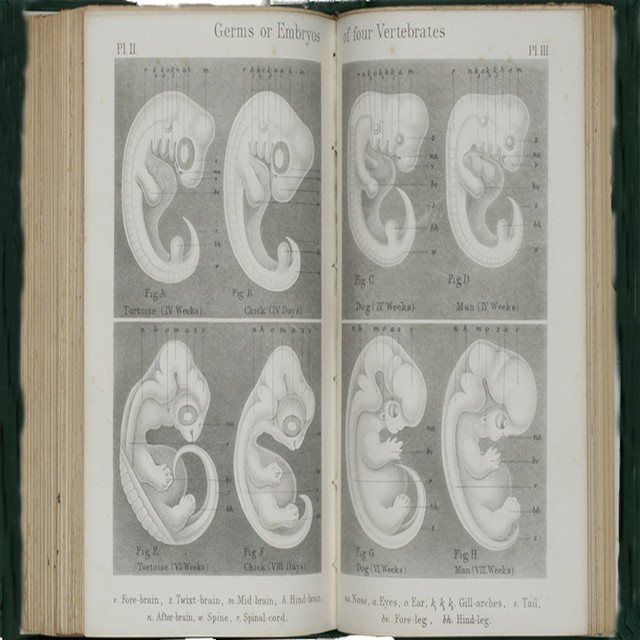 Germs or Embryos of four Vertebrates
Pl. II. Pl. III.
Fig. A Fig. B Fig. C Fig. D
Tortoise (IV Weeks) Chick (IV Days) Dog (IV Weeks) Man (IV Weeks)
Fig. E Fig. F Fig. G Fig. H
Tortoise (VI Weeks) Chick (VIII Days) Dog (VI Weeks) Man (VIII Weeks)
v. Fore-brain, z. Twixt-brain, m. Mid-brain, h. Hind-brain, na. Nose, a. Eyes, o. Ear, k, k, k. Gill-arches, s. Tail,
n. After-brain, w. Spine, r. Spinal-cord. bv. Fore-leg, bh. Hind-leg.